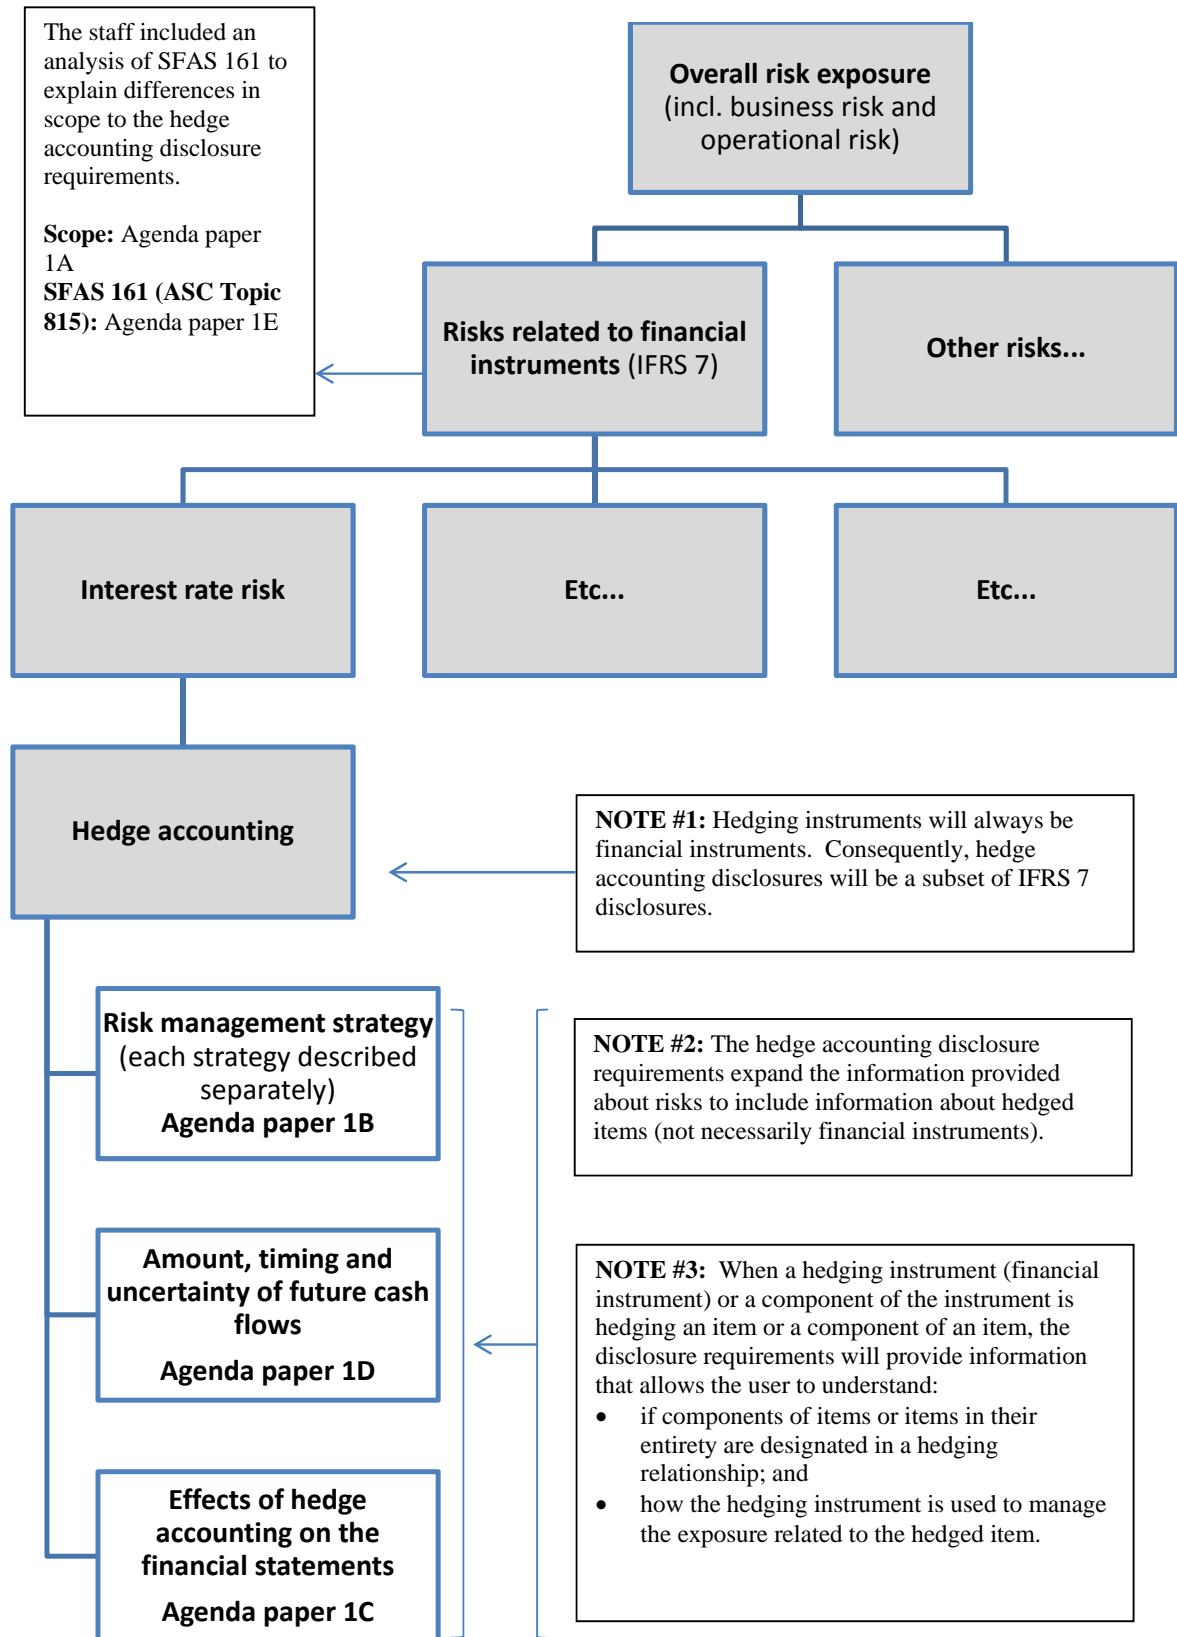 The staff included an
analysis of SFAS 161 to
explain differences in
scope to the hedge
accounting disclosure
requirements.
Scope: Agenda paper
1A
SFAS 161 (ASC Topic
815): Agenda paper 1E
Overall risk exposure
(incl. business risk and
operational risk)
Risks related to financial
instruments (IFRS 7)
Other risks...
Interest rate risk
Etc...
Etc...
Hedge accounting
NOTE #1: Hedging instruments will always be
financial instruments. Consequently, hedge
accounting disclosures will be a subset of IFRS 7
disclosures.
Risk management strategy
(each strategy described
separately)
Agenda paper 1B
NOTE #2: The hedge accounting disclosure
requirements expand the information provided
about risks to include information about hedged
items (not necessarily financial instruments).
Amount, timing and
uncertainty of future cash
flows
Agenda paper 1D
NOTE #3: When a hedging instrument (financial
instrument) or a component of the instrument is
hedging an item or a component of an item, the
disclosure requirements will provide information
that allows the user to understand:
• if components of items or items in their
entirety are designated in a hedging
relationship; and
• how the hedging instrument is used to manage
the exposure related to the hedged item.
Effects of hedge
accounting on the
financial statements
Agenda paper 1C